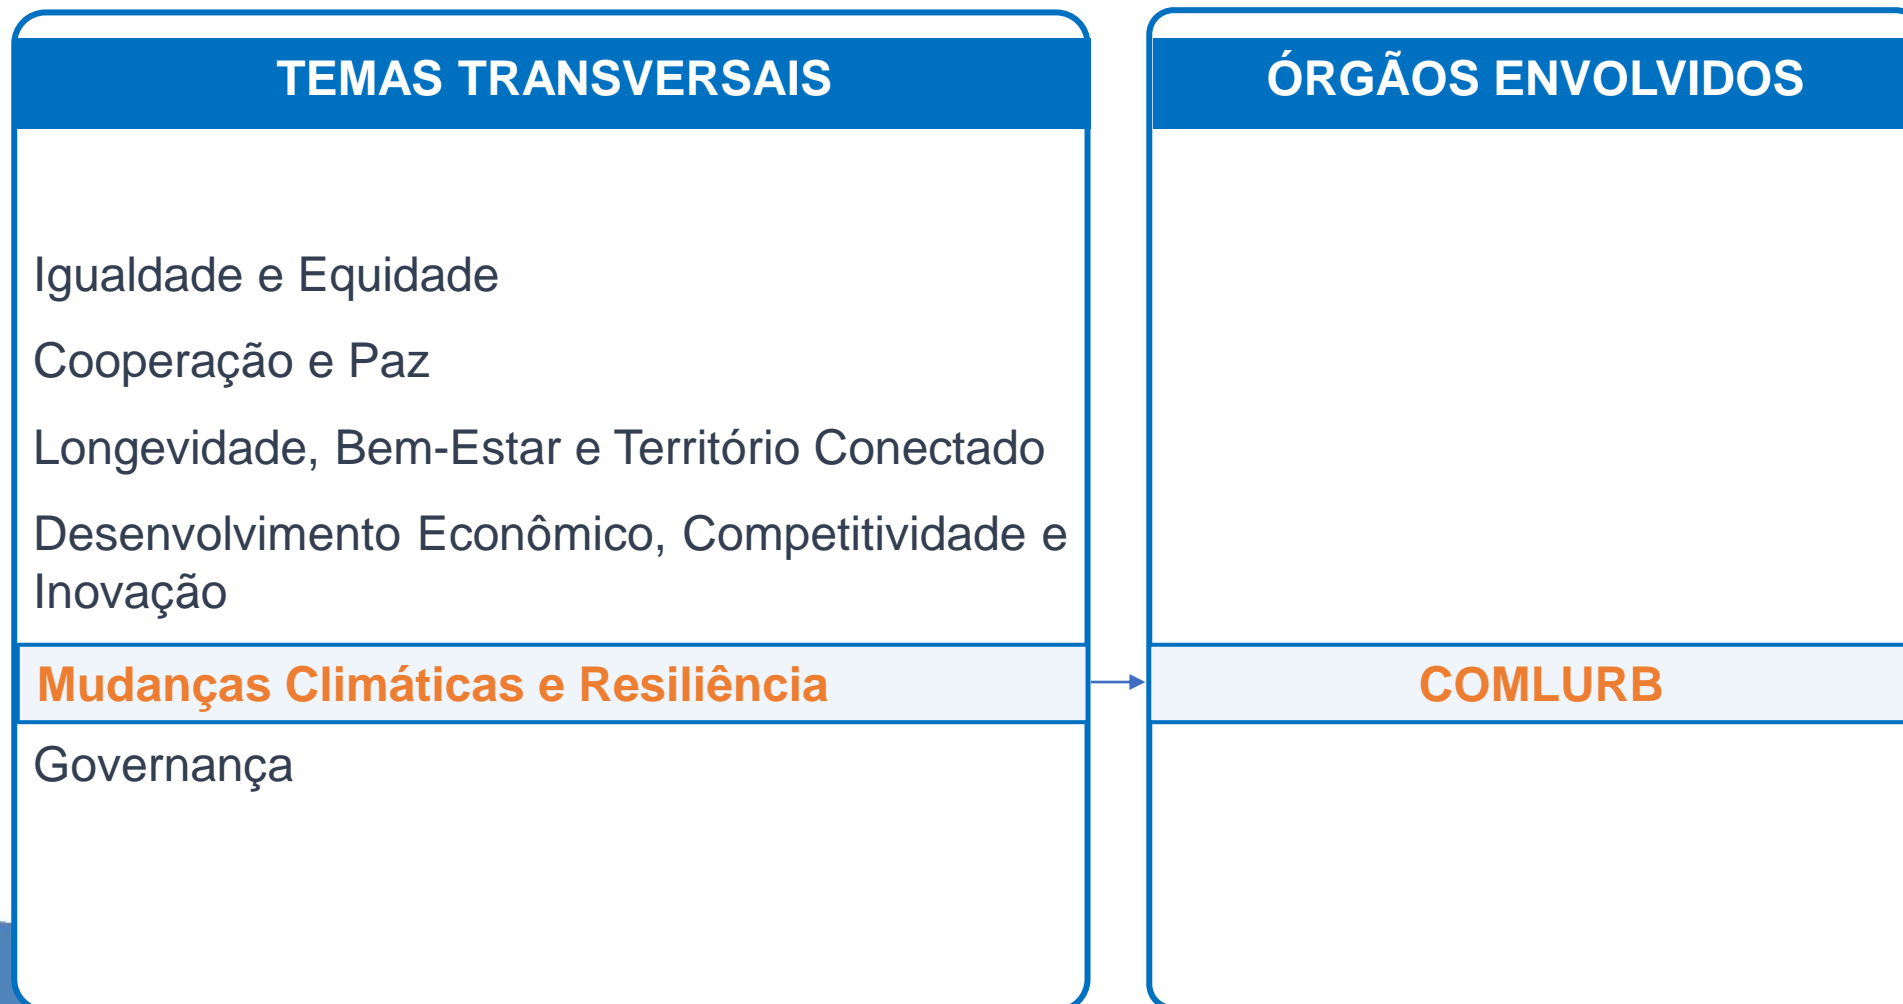 TEMAS TRANSVERSAIS
Igualdade e Equidade
Cooperação e Paz
Longevidade, Bem-Estar e Território Conectado
Desenvolvimento Econômico, Competitividade e
Inovação
Mudanças Climáticas e Resiliência
Governança
ÓRGÃOS ENVOLVIDOS
COMLURB